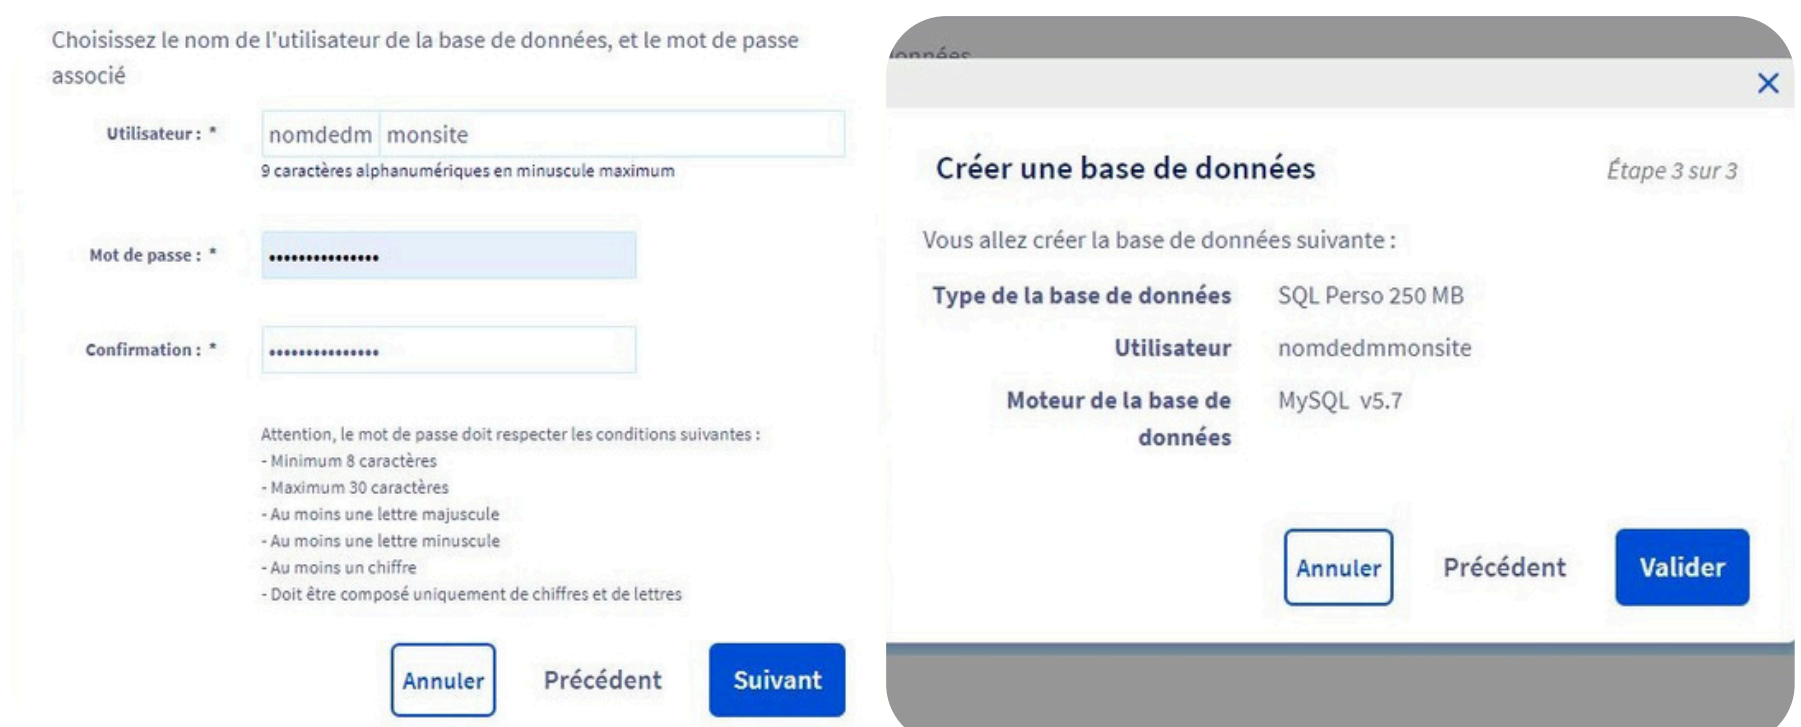 Choisissez le nom de l'utilisateur de la base de données, et le mot de passe
associé
Utilisateur : * nomdedm monsite
9 caractères alphanumériques en minuscule maximum
Mot de passe : * •••••••••••••••
Confirmation : * •••••••••••••••
Attention, le mot de passe doit respecter les conditions suivantes :
- Minimum 8 caractères
- Maximum 30 caractères
- Au moins une lettre majuscule
- Au moins une lettre minuscule
- Au moins un chiffre
- Doit être composé uniquement de chiffres et de lettres
Annuler Précédent Suivant
onnées
×
Créer une base de données Étape 3 sur 3
Vous allez créer la base de données suivante :
Type de la base de données SQL Perso 250 MB
Utilisateur nomdedmmonsite
Moteur de la base de MySQL v5.7
données
Annuler Précédent Valider